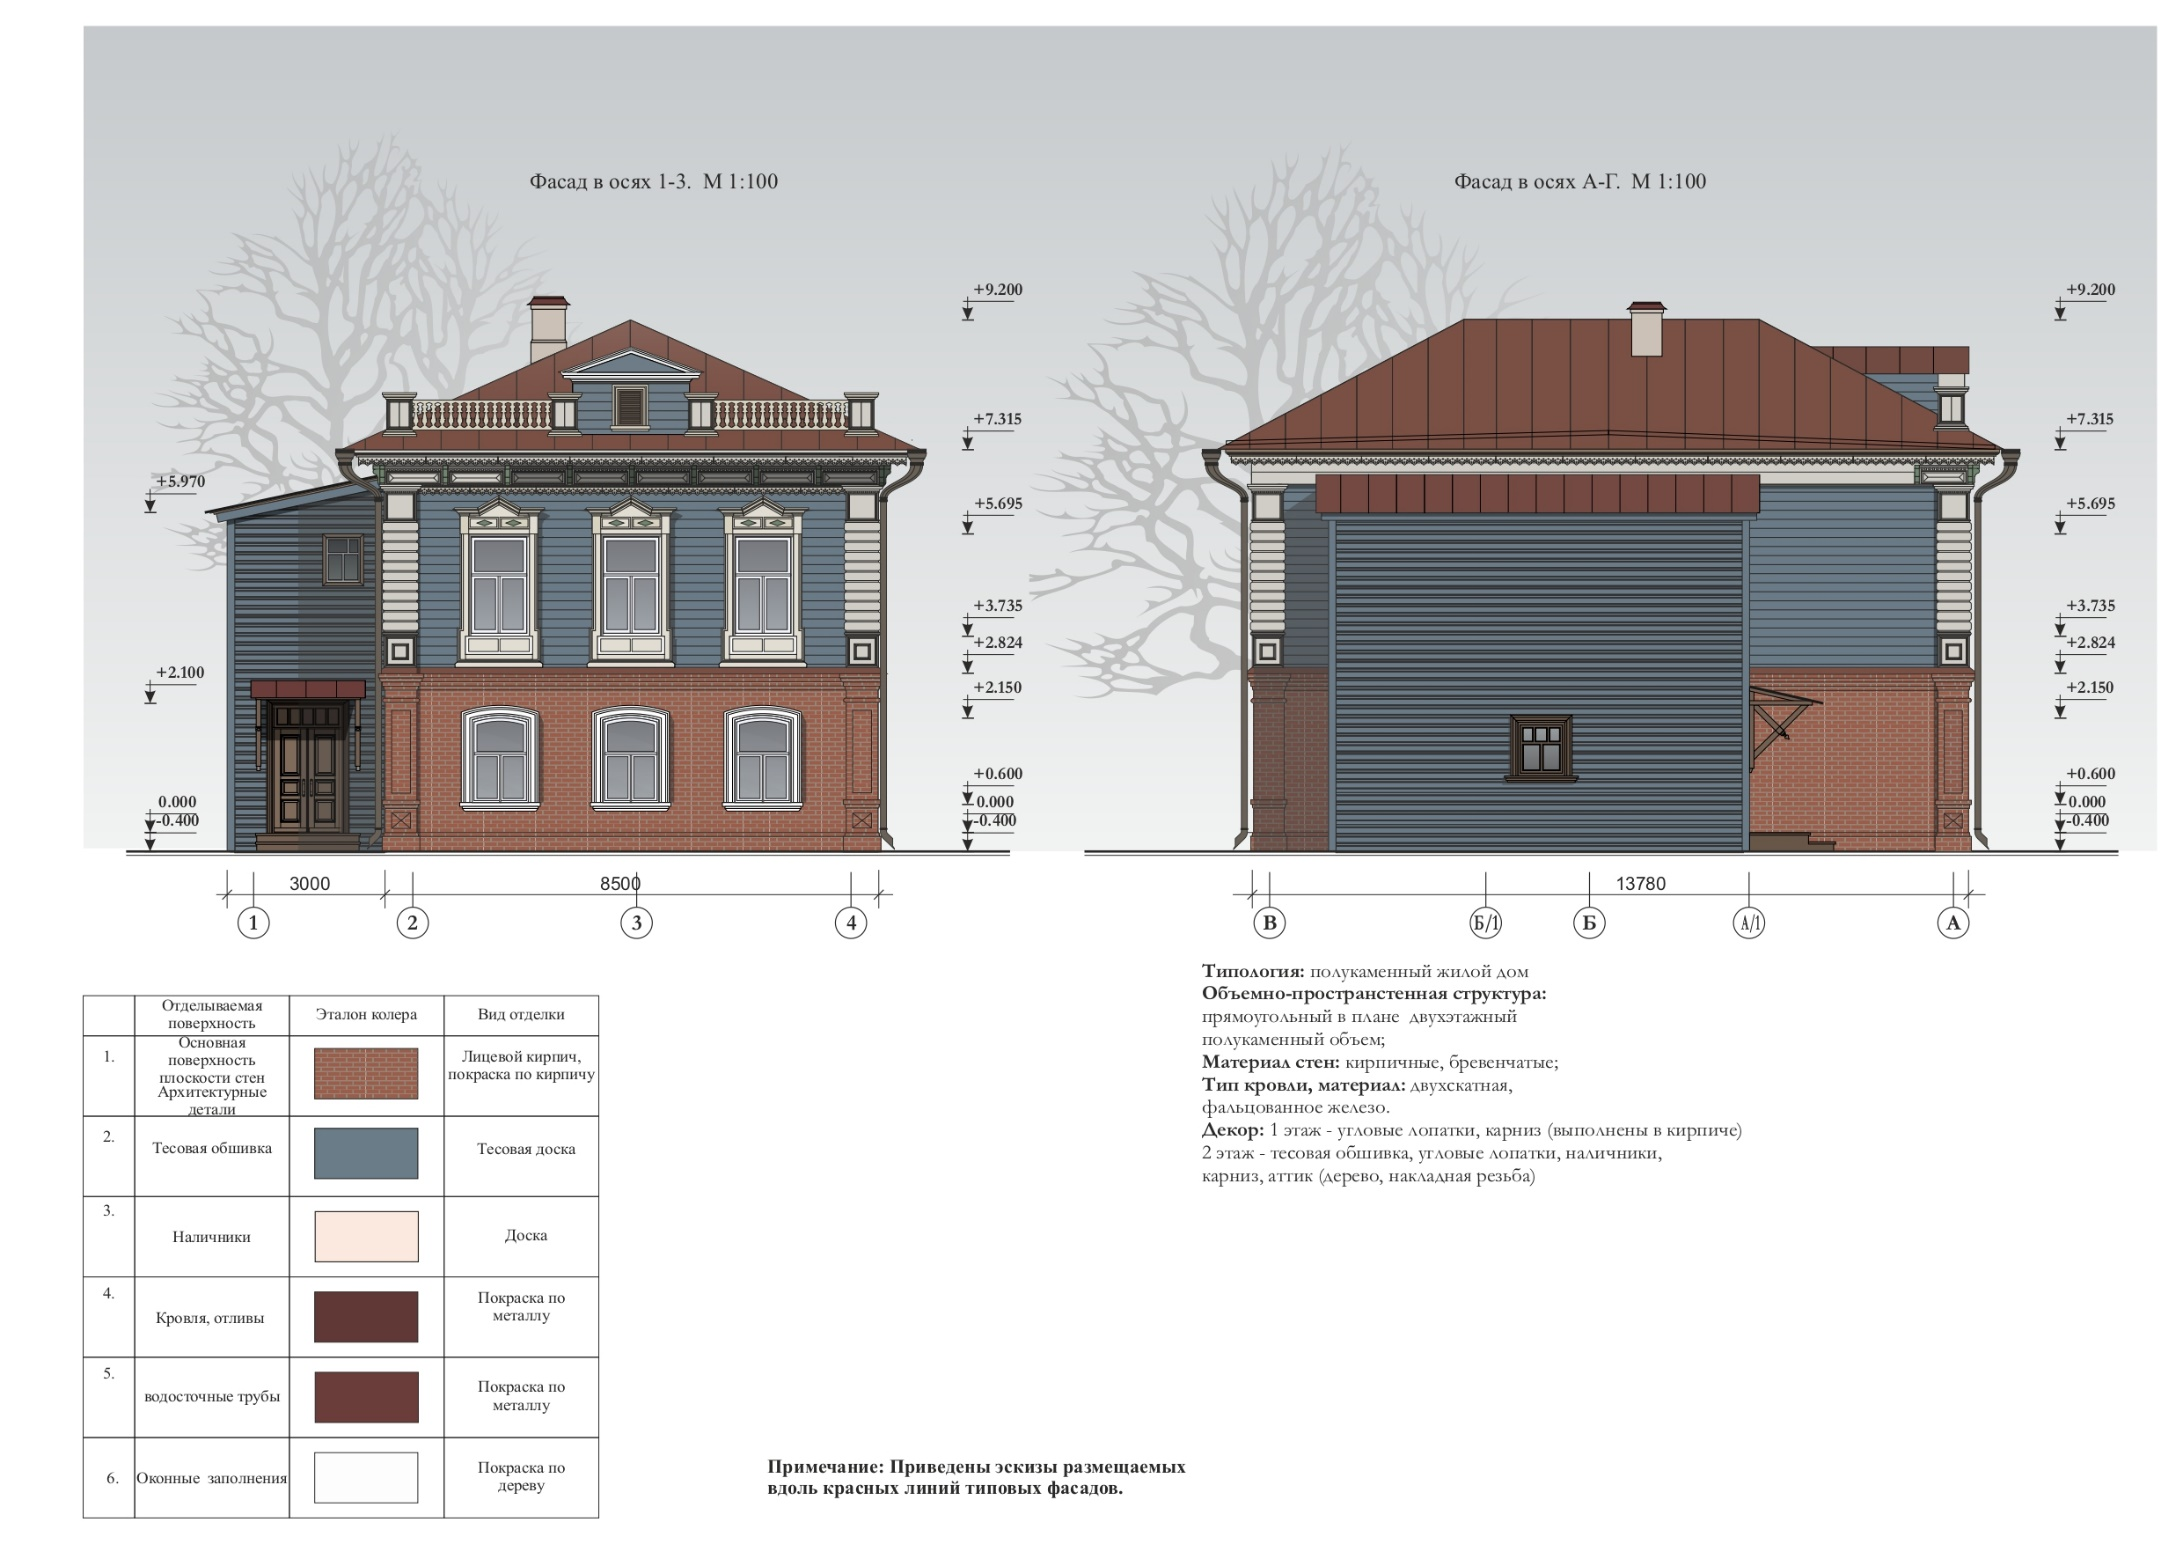 Фасад в осях 1-3.  М 1:100
+9.200
+7.315
+5.970
+5.695
+3.735
+2.824
+2.100
+2.150
+0.600
0.000
0.000
-0.400
-0.400
3000
8500
1
2
3
4
Фасад в осях А-Г.  М 1:100
+9.200
+7.315
+5.695
+3.735
+2.824
+2.150
+0.600
0.000
-0.400
13780
В
Б/1
Б
А/1
А
Отделываемая
поверхность
Эталон колера
Вид отделки
1.
Основная
поверхность
плоскости стен
Архитектурные
детали
Лицевой кирпич,
покраска по кирпичу
2.
Тесовая обшивка
Тесовая доска
3.
Наличники
Доска
4.
Кровля, отливы
Покраска по
металлу
5.
водосточные трубы
Покраска по
металлу
6.
Оконные  заполнения
Покраска по
дереву
Типология: полукаменный жилой дом
Объемно-пространстенная структура:
прямоугольный в плане  двухэтажный
полукаменный объем;
Материал стен: кирпичные, бревенчатые;
Тип кровли, материал: двухскатная,
фальцованное железо.
Декор: 1 этаж - угловые лопатки, карниз (выполнены в кирпиче)
2 этаж - тесовая обшивка, угловые лопатки, наличники,
карниз, аттик (дерево, накладная резьба)
Примечание: Приведены эскизы размещаемых
вдоль красных линий типовых фасадов.